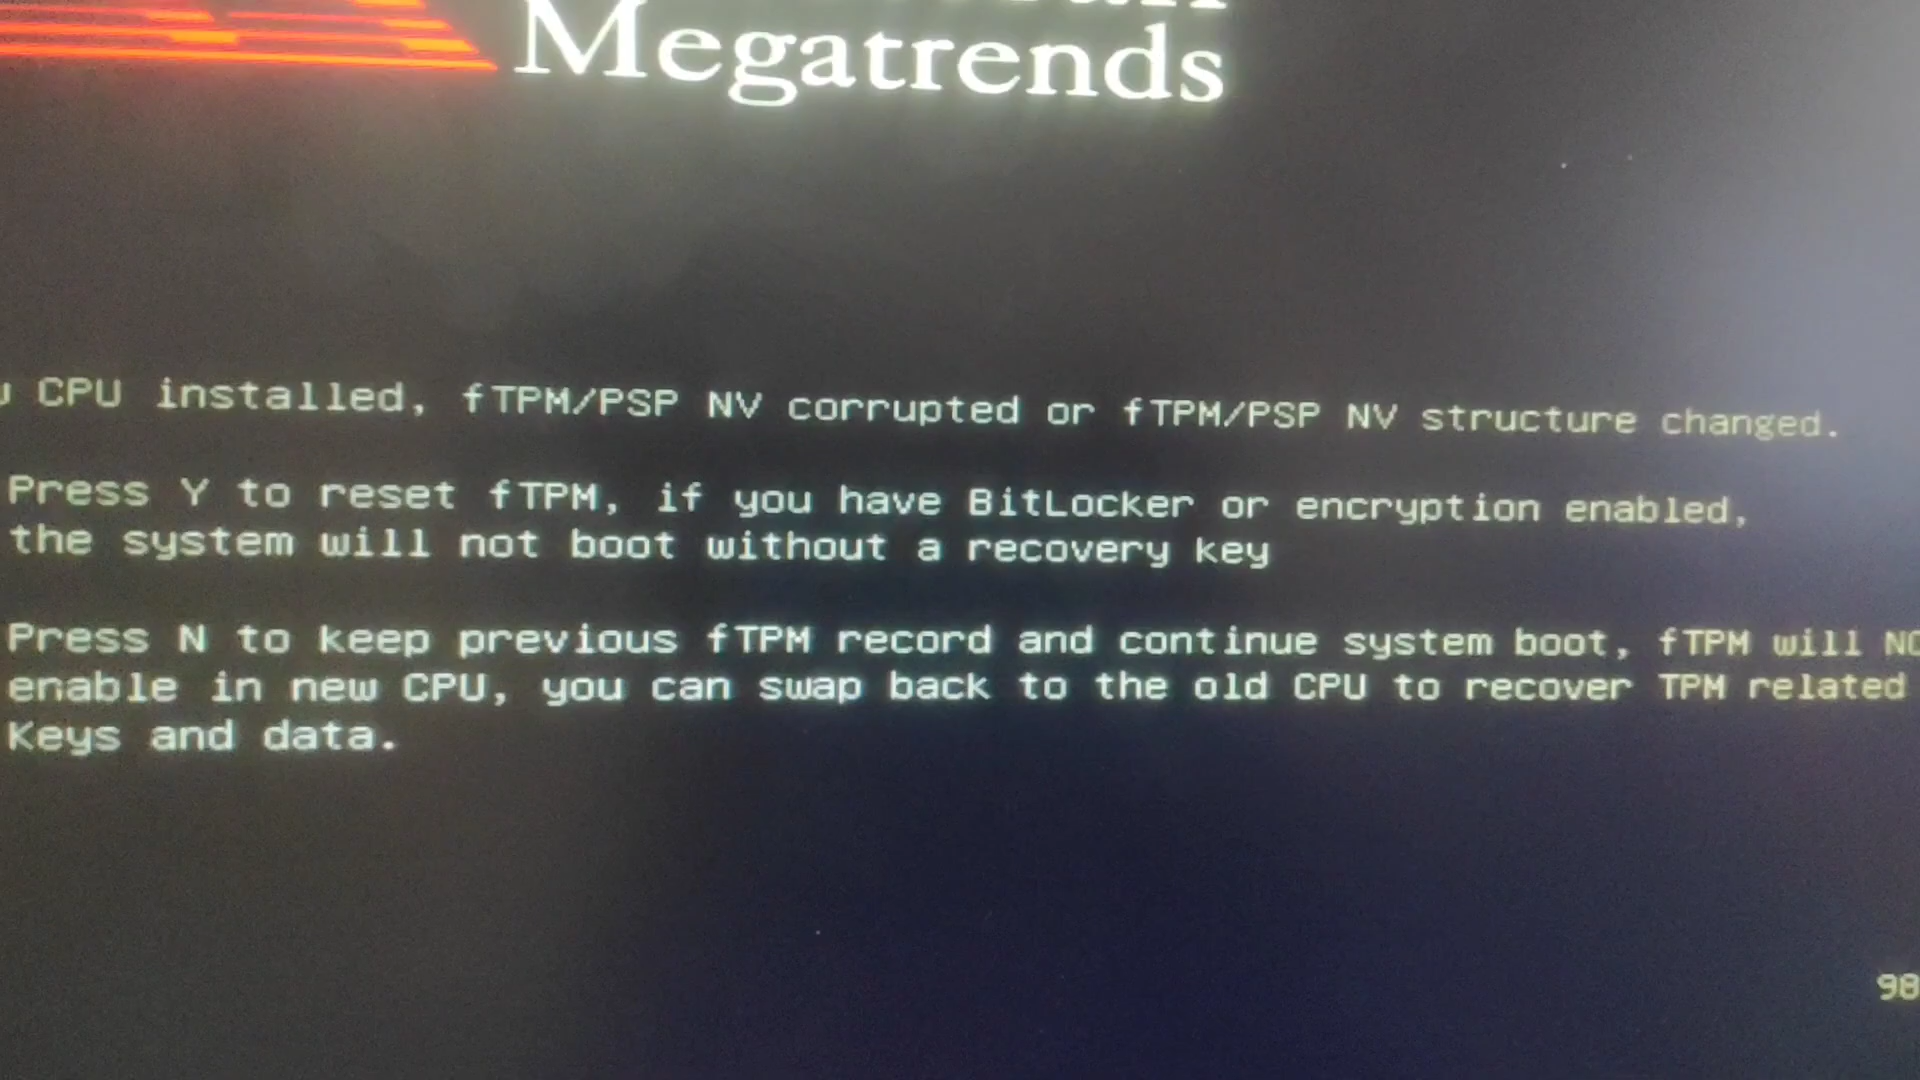 Megatrends
CPU installed, fTPM/PSP NV corrupted or fTPM/PSP NV structure changed.
Press Y to reset fTPM, if you have BitLocker or encryption enabled,
the system will not boot without a recovery key
Press N to keep previous fTPM record and continue system boot, fTPM will
enable in new CPU, you can swap back to the old CPU to recover TPM related
Keys and data.
98